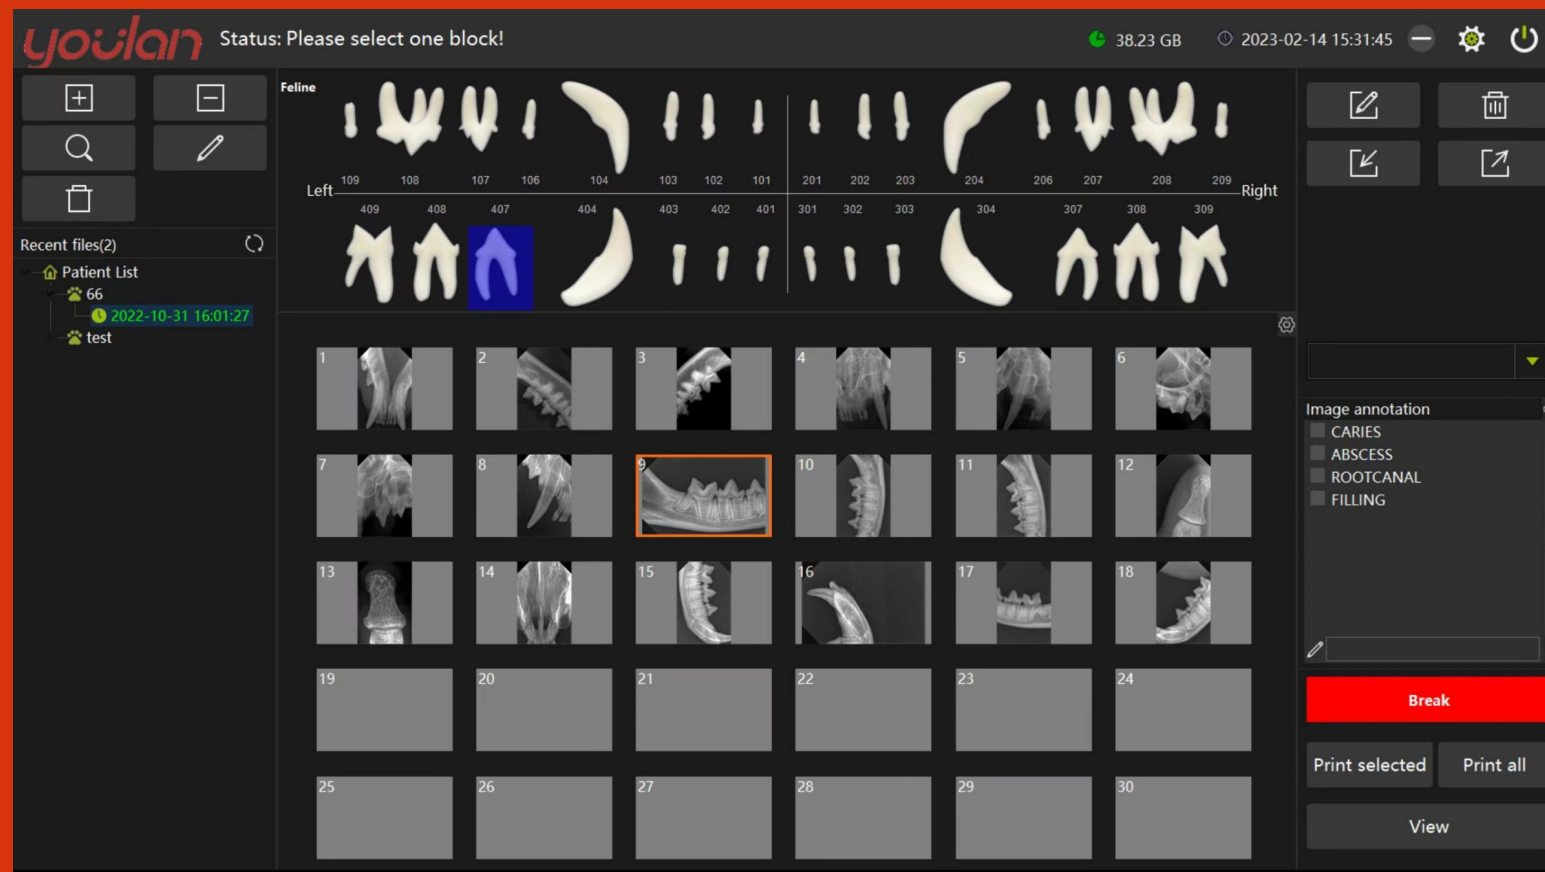 youlan
Status: Please select one block!
38.23 GB
2023-02-14 15:31:45
Recent files(2)
Patient List
66
2022-10-31 16:01:27
test
Feline
109 108 107 106 104 103 102 101 201 202 203 204 206 207 208 209
Left
Right
409 408 407 404 403 402 401 301 302 303 304 307 308 309
1 2 3 4 5 6
7 8 9 10 11 12
13 14 15 16 17 18
19 20 21 22 23 24
25 26 27 28 29 30
Image annotation
CARIES
ABSCESS
ROOTCANAL
FILLING
Break
Print selected
Print all
View